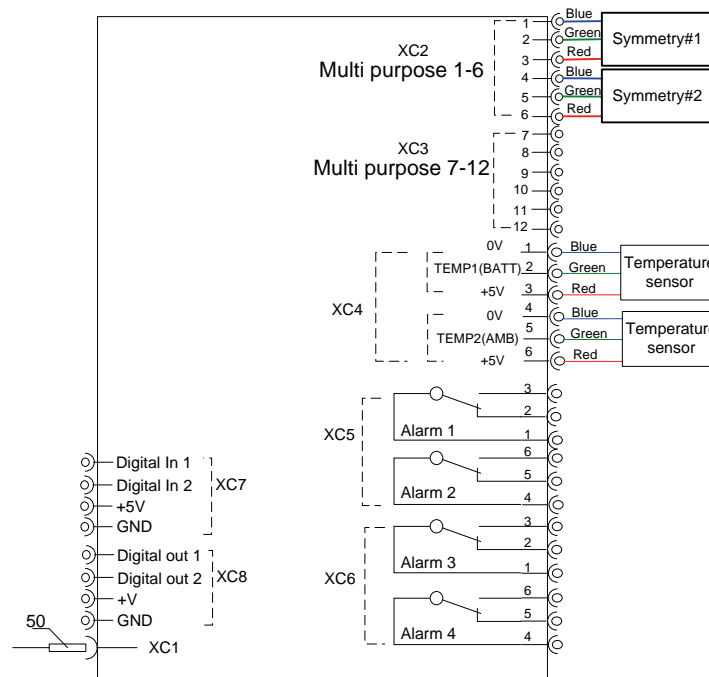 1 Blue
2 Green
Symmetry#1
3 Red
XC2
Multi purpose 1-6
4 Blue
5 Green
Symmetry#2
6 Red
7
8
XC3
Multi purpose 7-12
9
10
11
12
0V 1 Blue
TEMP1(BATT) 2 Green
Temperature
sensor
+5V 3 Red
XC4
0V 4 Blue
TEMP2(AMB) 5 Green
Temperature
sensor
+5V 6 Red
3
2
Alarm 1 1
XC5
6
5
Alarm 2 4
3
2
Alarm 3 1
XC6
6
5
Alarm 4 4
Digital In 1
Digital In 2
XC7
+5V
GND
Digital out 1
Digital out 2
XC8
+V
GND
50
XC1